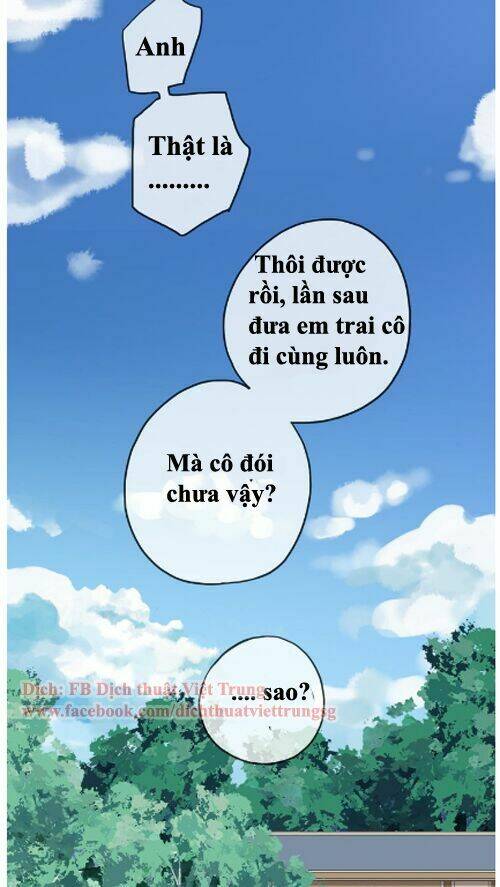 Anh
Thật là
.........
Thôi được
rồi, lần sau
đưa em trai cô
đi cùng luôn.
Mà cô đói
chưa vậy?
.... sao?
Dịch: FB Dịch thuật Việt Trung
www.facebook.com/dichthuatviettrungsg